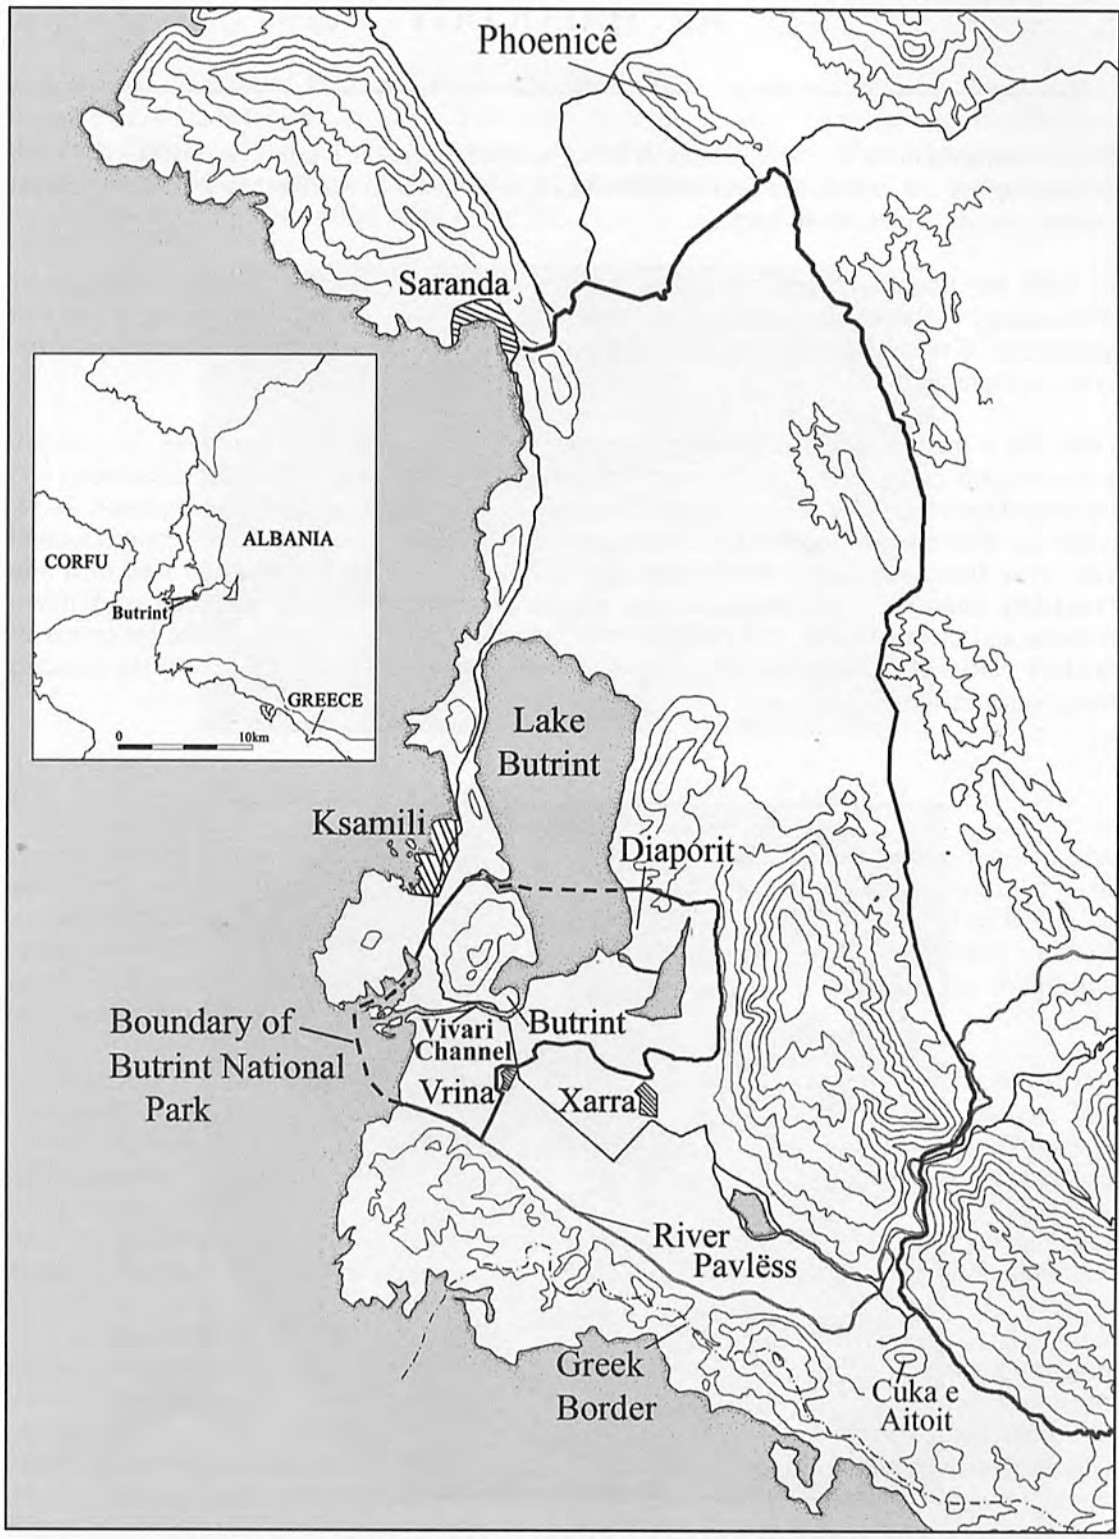 Phoenicê
Saranda
ALBANIA
CORFU
Butrint
GREECE
0 10km
Lake
Butrint
Ksamili
Diaporit
Boundary of
Butrint National
Park
Vivari
Channel
Butrint
Vrina
Xarra
River
Pavlëss
Greek
Border
Cuka e
Aitoit